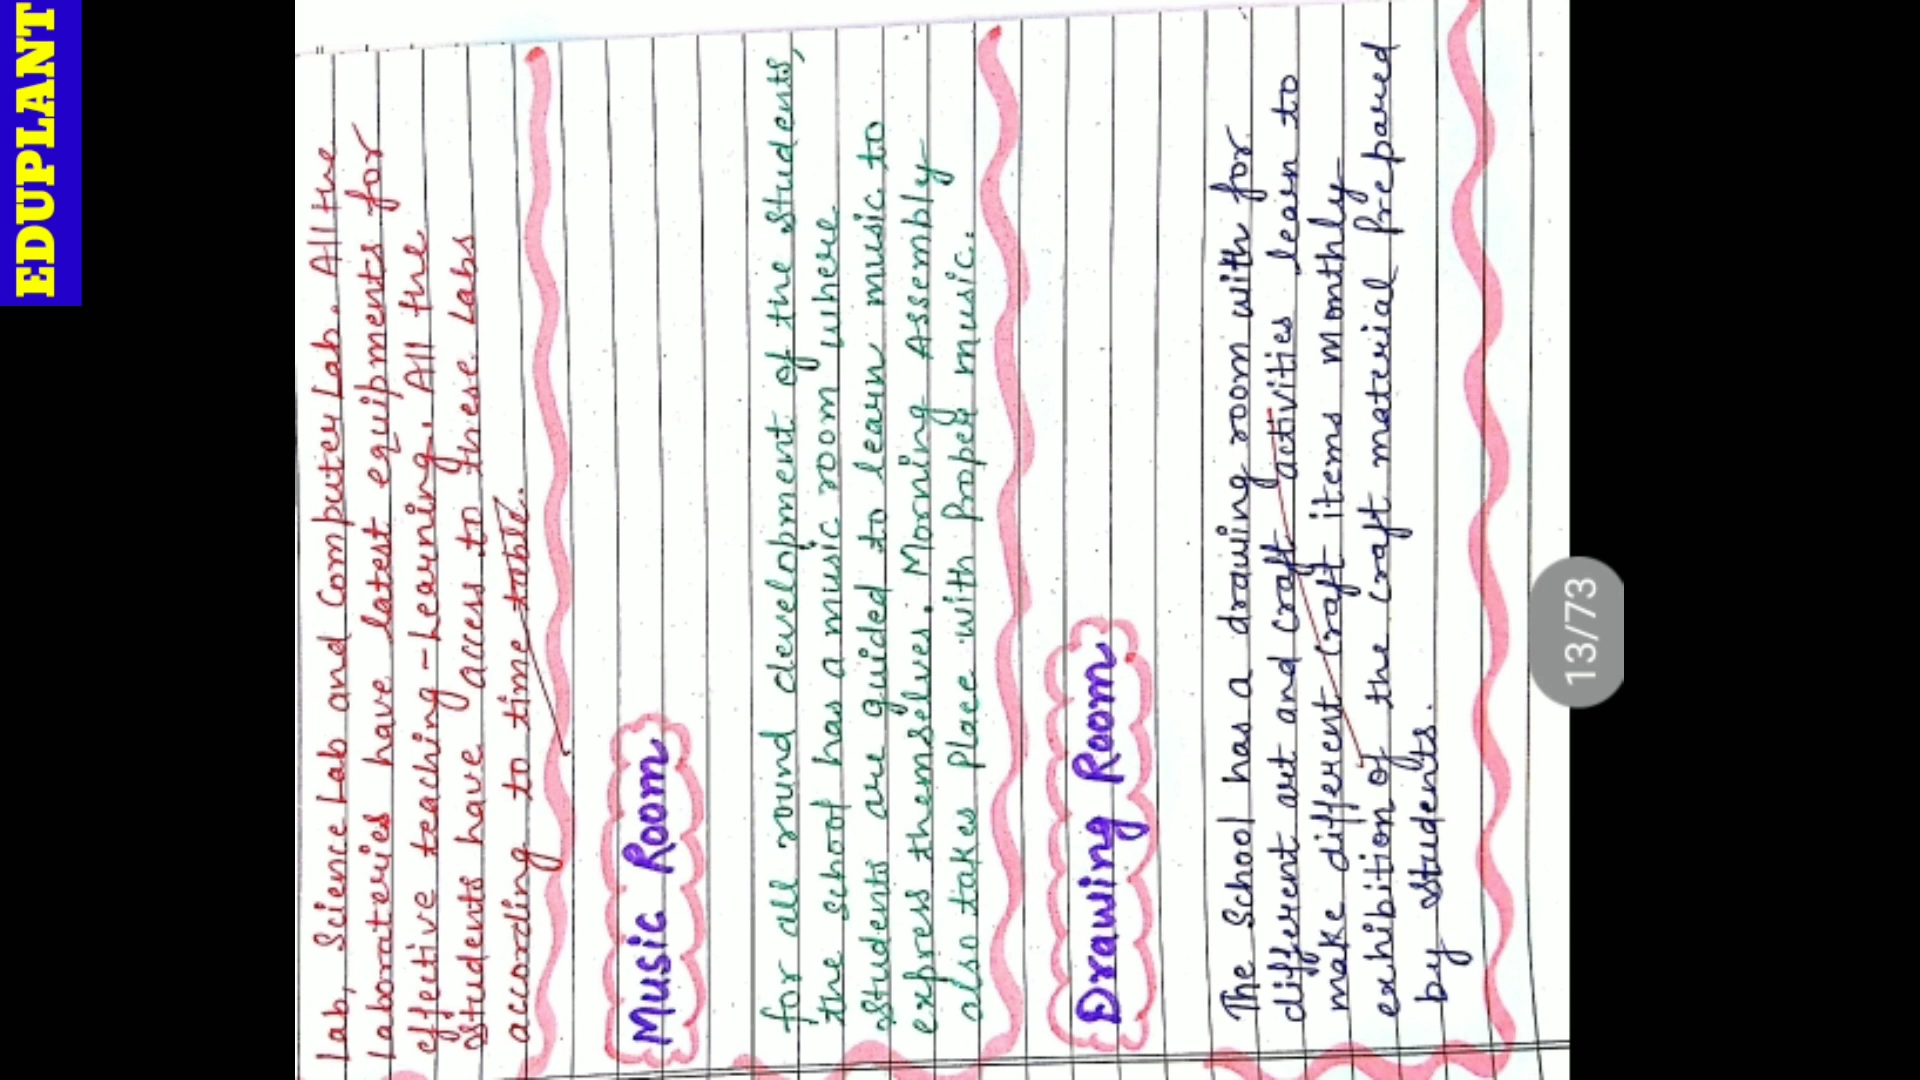 EDUPLANT
Lab, Science Lab and Computer Lab. All the
Laborateries have latest equipments for
effective teaching-Learning. All the
students have access to these Labs
according to time table.
Music Room
for all round development of the students,
the school has a music room where
students are guided to learn music to
express themselves. Morning Assembly
also takes place with proper music.
Drawing Room
The School has a drawing room with for
different art and craft activities learn to
make different craft items monthly
exhibition of the craft material prepared
by students.
13/73